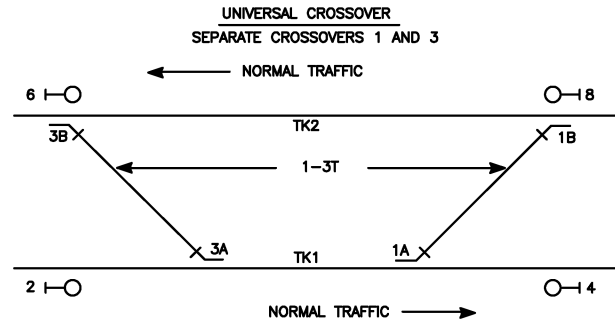 UNIVERSAL CROSSOVER
SEPARATE CROSSOVERS 1 AND 3
NORMAL TRAFFIC
6
8
TK2
3B
1B
1-3T
3A
1A
TK1
2
4
NORMAL TRAFFIC